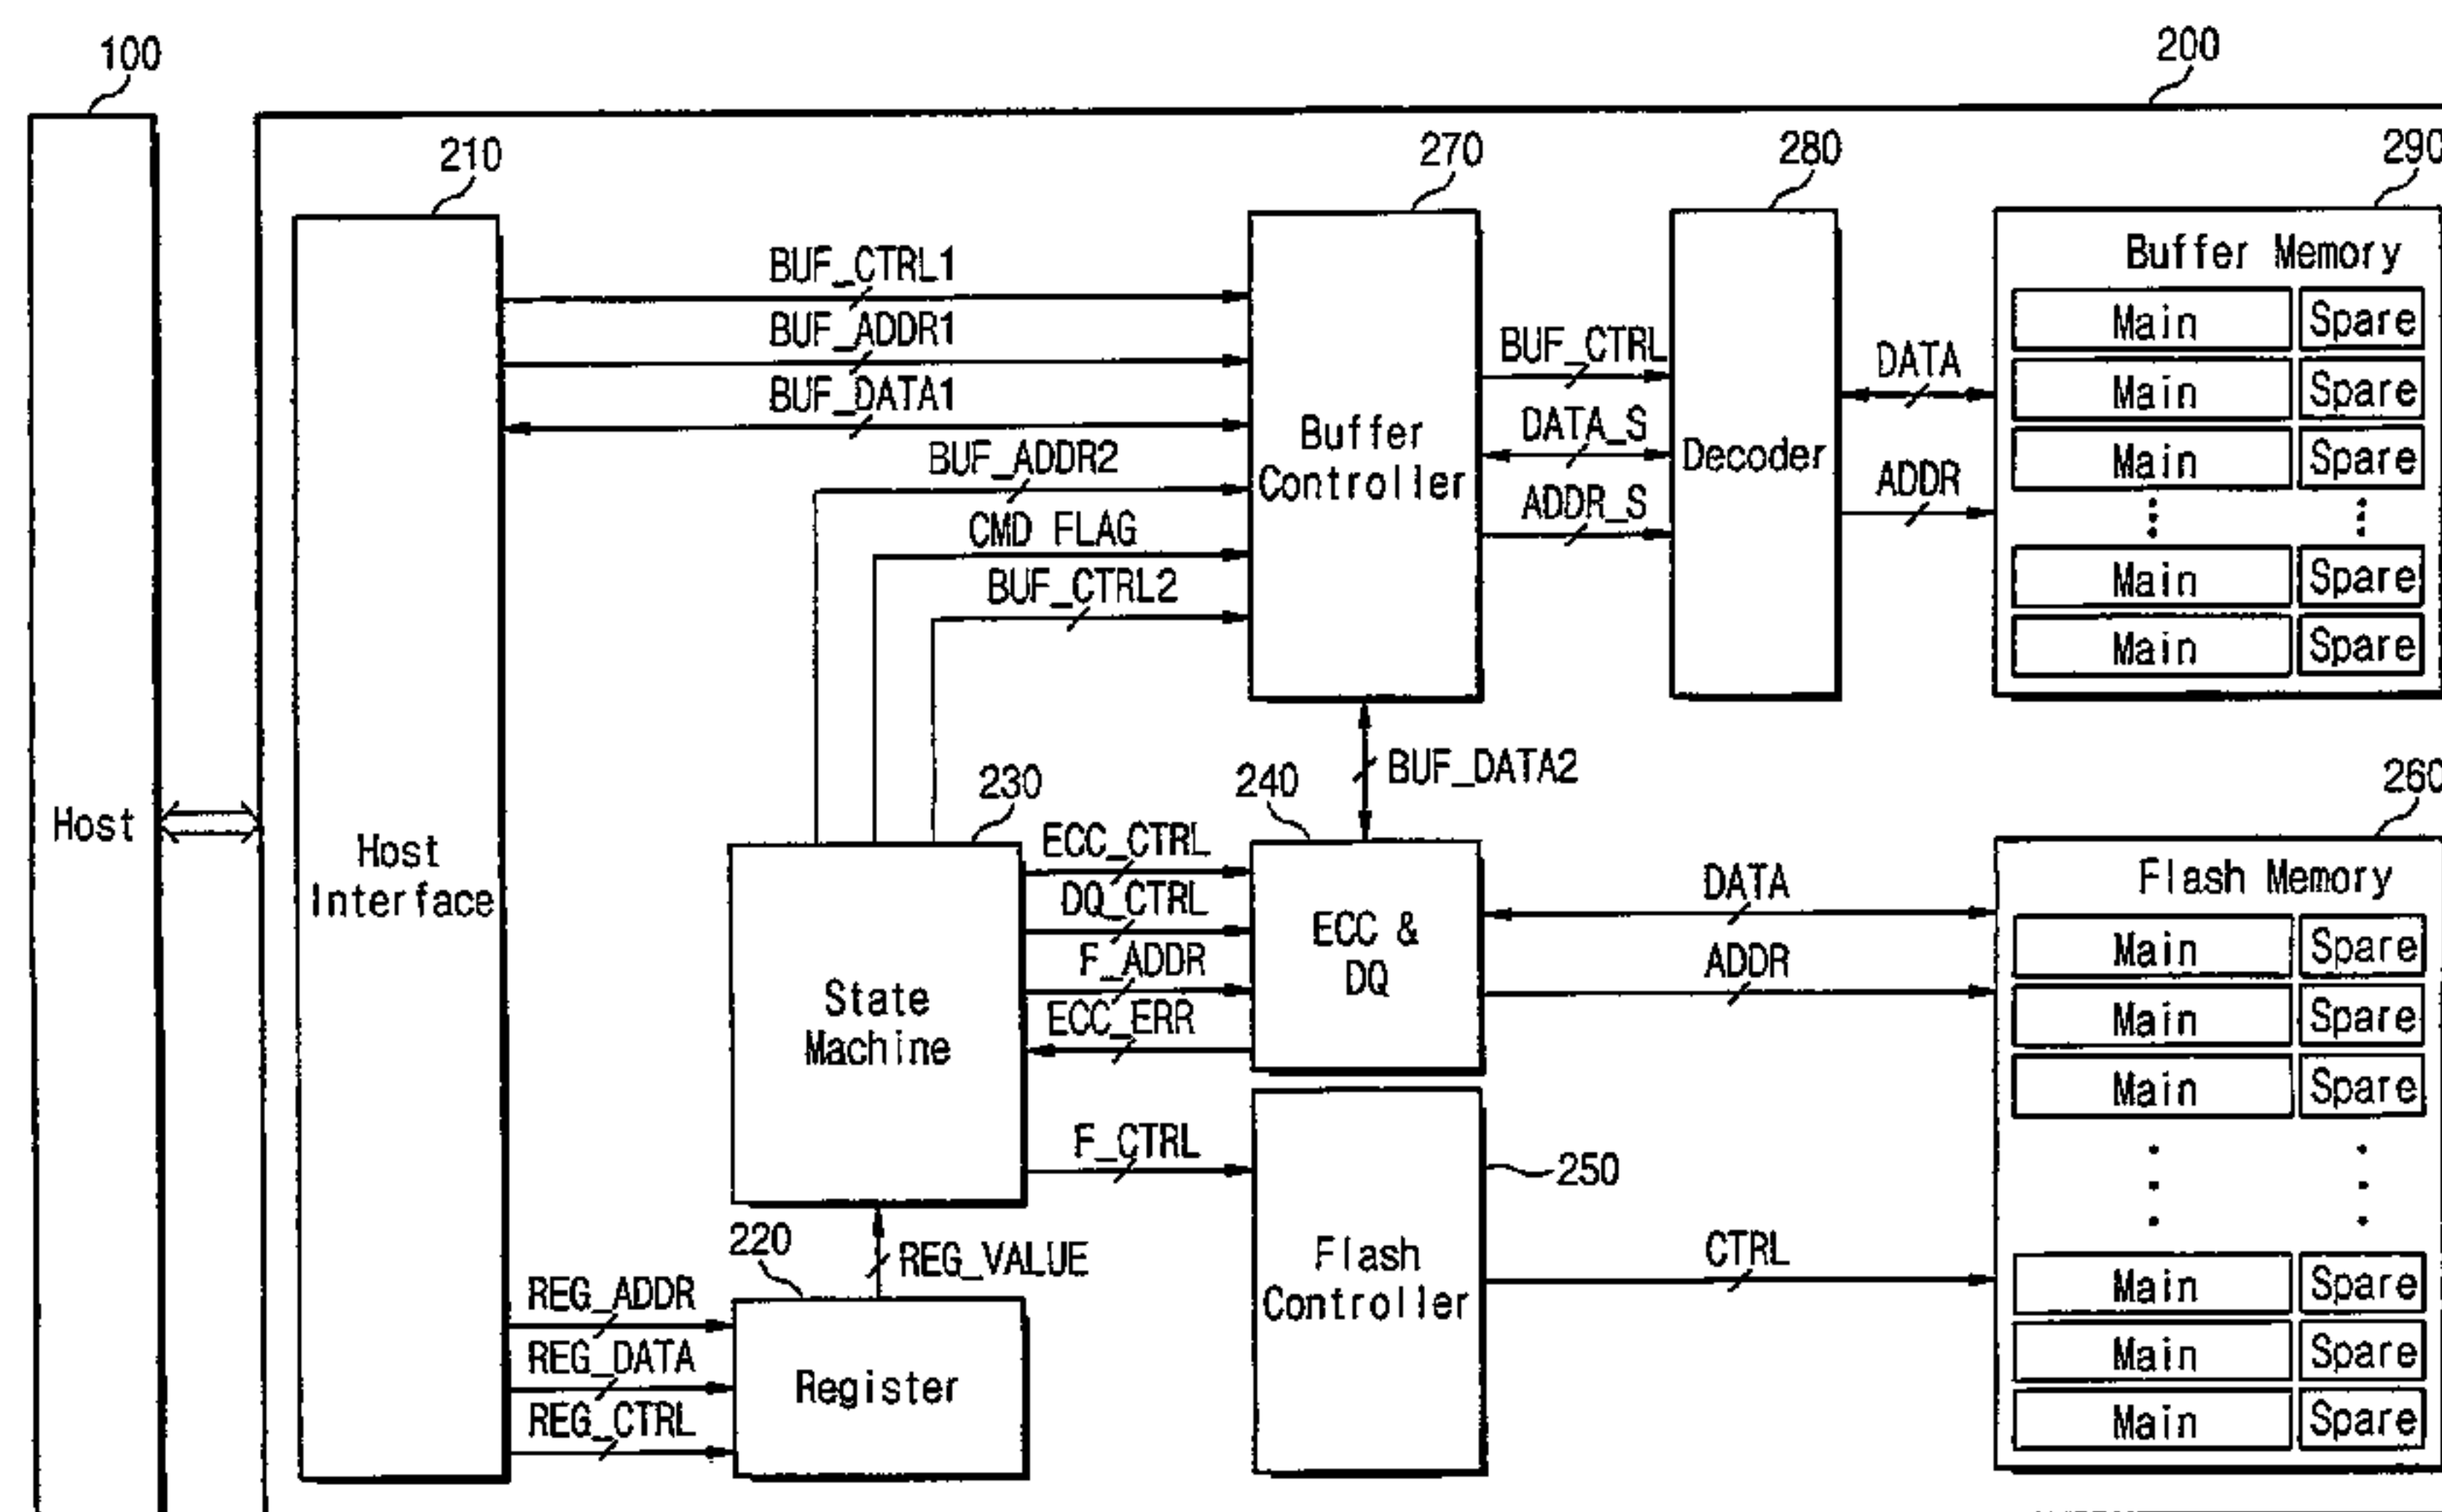 100
200
210
270
280
290
BUF_CTRL1
BUF_ADDR1
BUF_DATA1
BUF_ADDR2
CMD FLAG
BUF_CTRL2
Buffer
Controller
BUF_CTRL
DATA_S
ADDR_S
Decoder
DATA
ADDR
Buffer Memory
Main Spare
Main Spare
Main Spare
Main Spare
Main Spare
BUF_DATA2
Host
Host
Interface
230
State
Machine
ECC_CTRL
DQ_CTRL
F_ADDR
ECC_ERR
F_CTRL
240
ECC &
DQ
DATA
ADDR
260
Flash Memory
Main Spare
Main Spare
Main Spare
Main Spare
Main Spare
Main Spare
250
Flash
Controller
CTRL
220
REG_VALUE
REG_ADDR
REG_DATA
REG_CTRL
Register